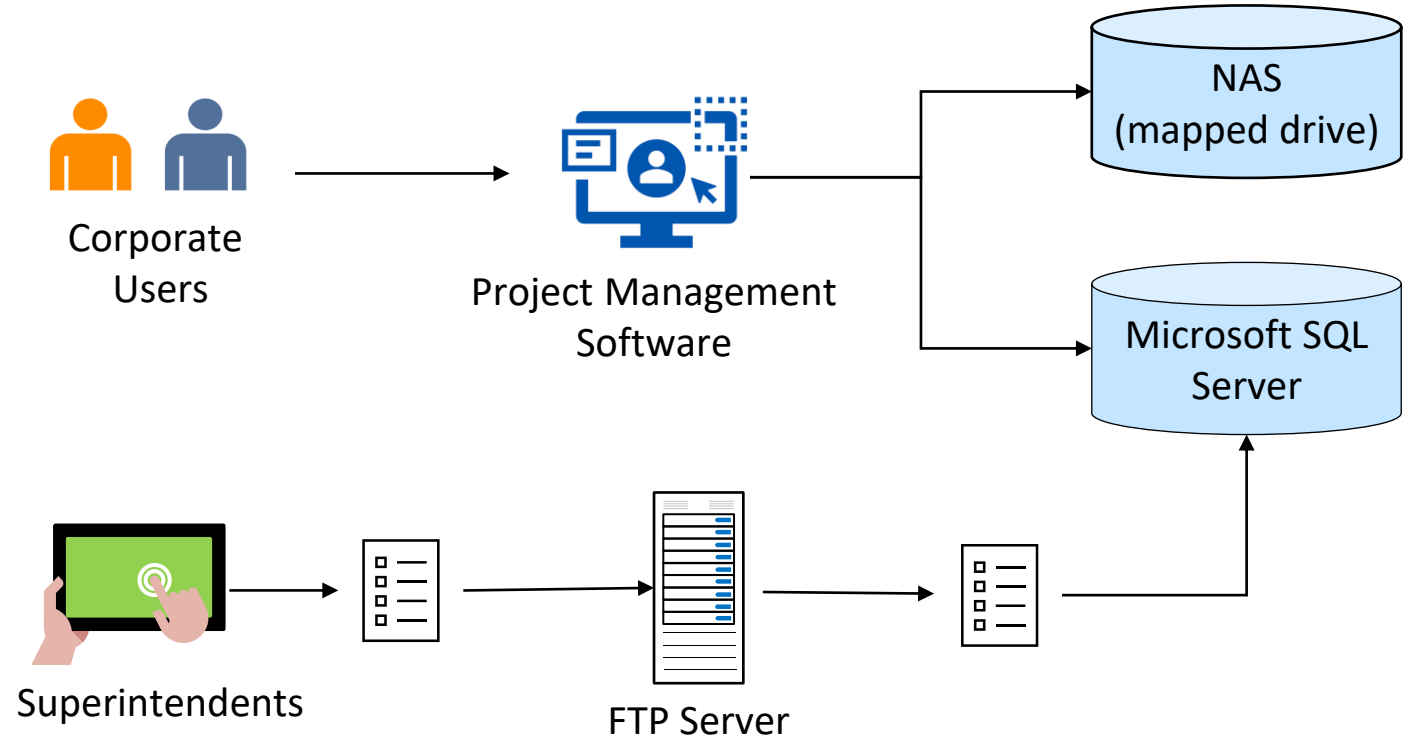 NAS
(mapped drive)
Corporate
Users
Project Management
Software
Microsoft SQL
Server
Superintendents
FTP Server